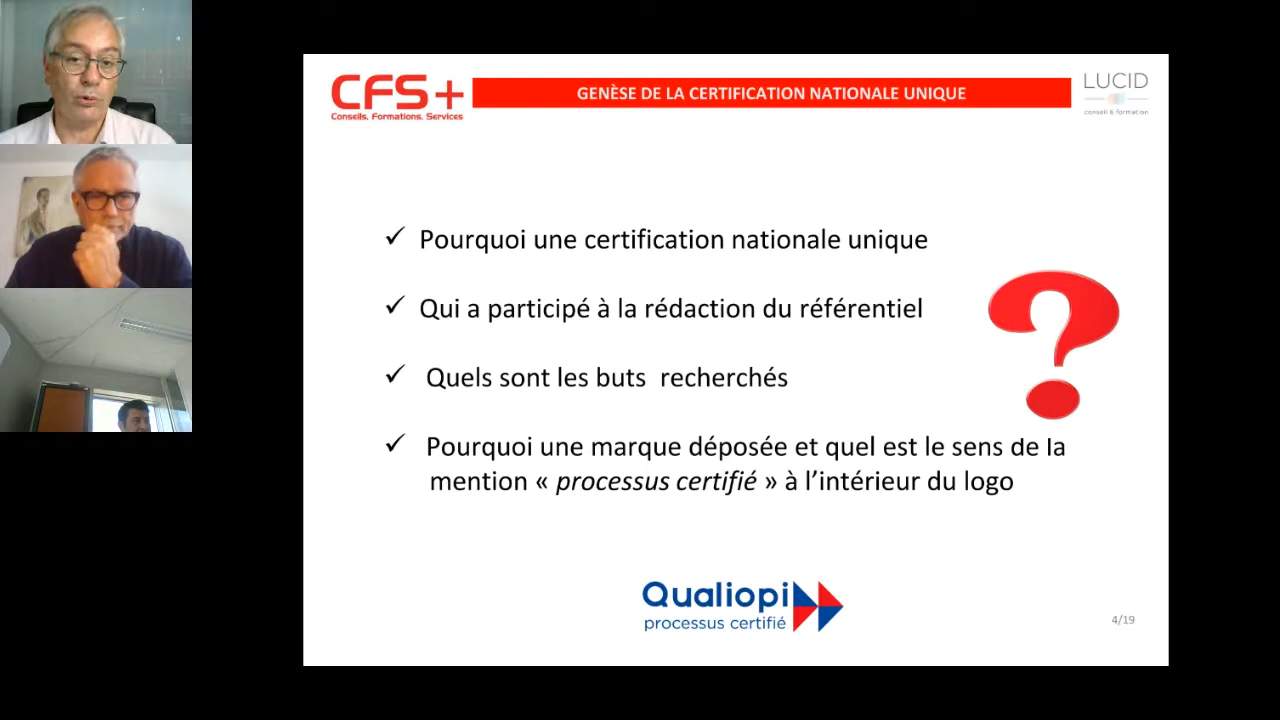 CFS+
Conseils, Formations, Services
GENÈSE DE LA CERTIFICATION NATIONALE UNIQUE
LUCID
conseil & formation
✓ Pourquoi une certification nationale unique
✓ Qui a participé à la rédaction du référentiel
✓ Quels sont les buts recherchés
✓ Pourquoi une marque déposée et quel est le sens de la
mention « processus certifié » à l’intérieur du logo
?
Qualiopi
processus certifié
4/19